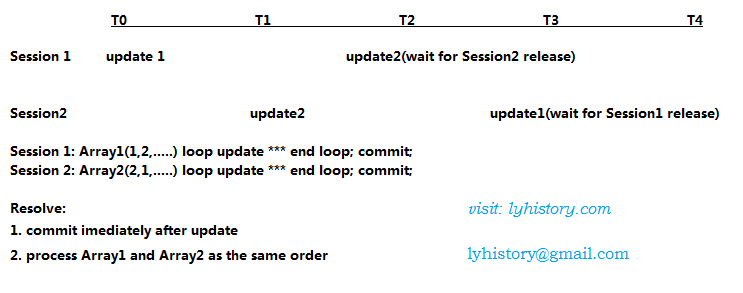 T0 T1 T2 T3 T4
Session 1 update 1 update2(wait for Session2 release)
Session2 update2 update1(wait for Session1 release)
Session 1: Array1(1,2,.....) loop update *** end loop; commit;
Session 2: Array2(2,1,.....) loop update *** end loop; commit;
Resolve: visit: lyhistory.com
1. commit imediately after update
2. process Array1 and Array2 as the same order lyhistory@gmail.com